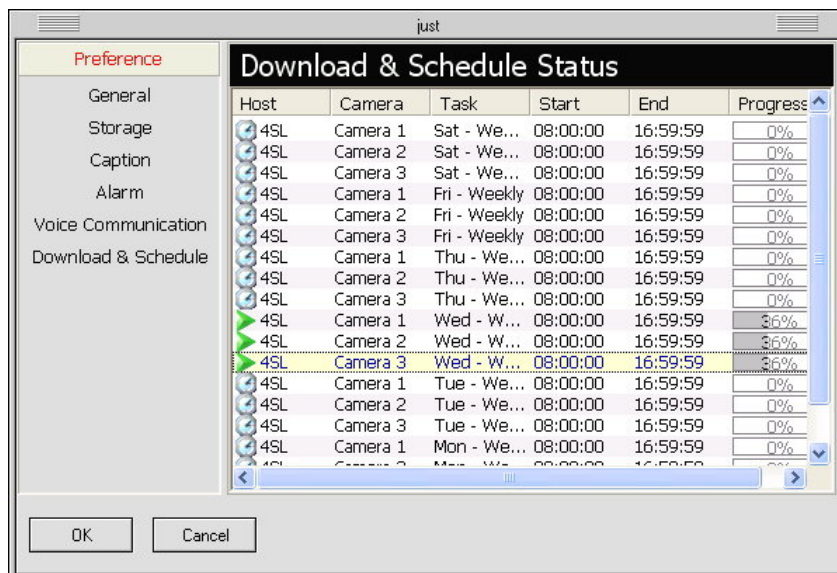 just
Preference
General
Storage
Caption
Alarm
Voice Communication
Download & Schedule
Download & Schedule Status
Host Camera Task Start End Progress
4SL Camera 1 Sat - We... 08:00:00 16:59:59 0%
4SL Camera 2 Sat - We... 08:00:00 16:59:59 0%
4SL Camera 3 Sat - We... 08:00:00 16:59:59 0%
4SL Camera 1 Fri - Weekly 08:00:00 16:59:59 0%
4SL Camera 2 Fri - Weekly 08:00:00 16:59:59 0%
4SL Camera 3 Fri - Weekly 08:00:00 16:59:59 0%
4SL Camera 1 Thu - We... 08:00:00 16:59:59 0%
4SL Camera 2 Thu - We... 08:00:00 16:59:59 0%
4SL Camera 3 Thu - We... 08:00:00 16:59:59 0%
4SL Camera 1 Wed - W... 08:00:00 16:59:59 36%
4SL Camera 2 Wed - W... 08:00:00 16:59:59 36%
4SL Camera 3 Wed - W... 08:00:00 16:59:59 36%
4SL Camera 1 Tue - We... 08:00:00 16:59:59 0%
4SL Camera 2 Tue - We... 08:00:00 16:59:59 0%
4SL Camera 3 Tue - We... 08:00:00 16:59:59 0%
4SL Camera 1 Mon - We... 08:00:00 16:59:59 0%
OK Cancel